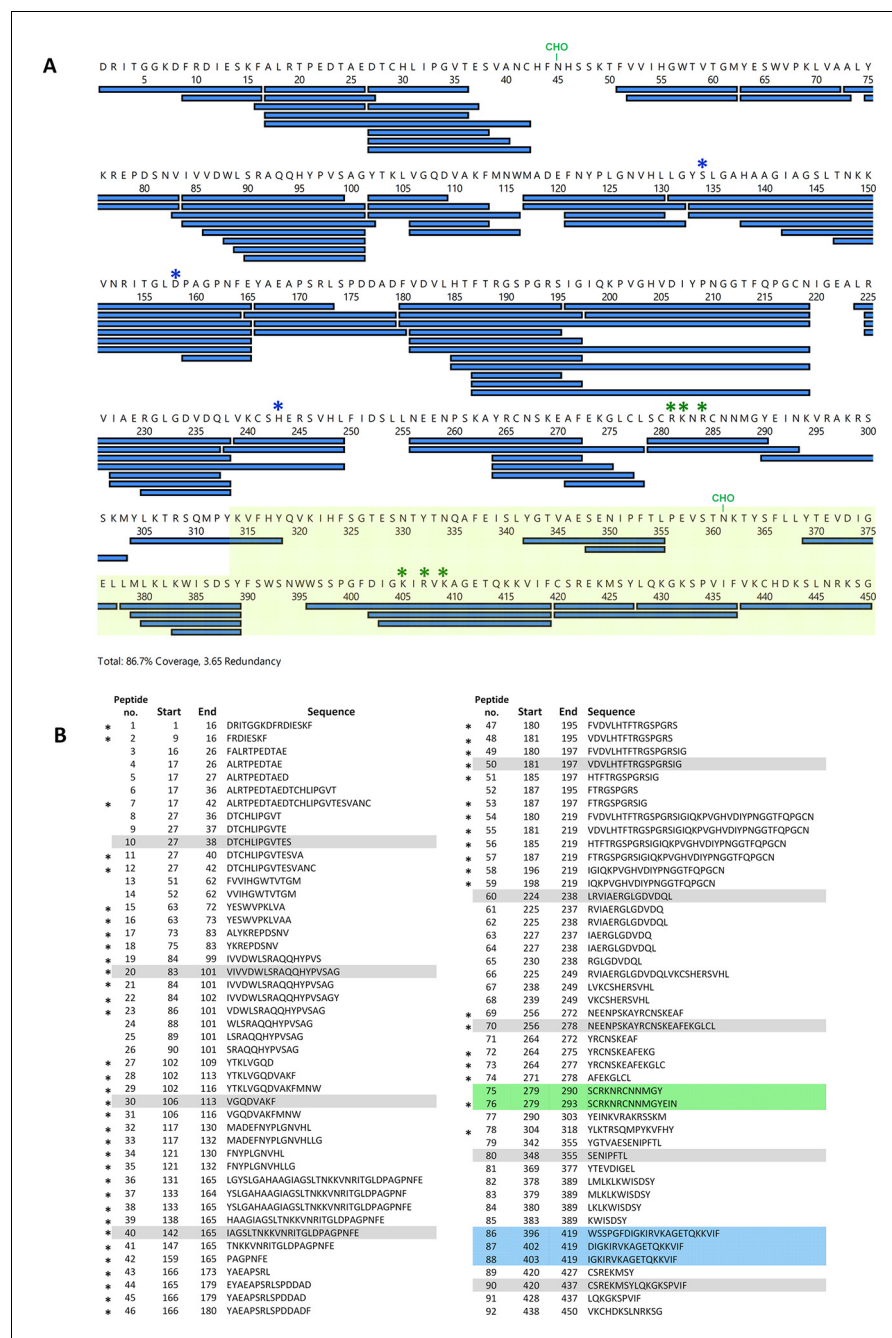 A
CHO
D R I T G G K D F R D I E S K F A L R T P E D T A E D T C H L I P G V T E S V A N C H F N H S S K T F V V I H G W T V T G M Y E S W V P K L V A A L Y
5 10 15 20 25 30 35 40 45 50 55 60 65 70 75
*
K R E P D S N V I V V D W L S R A Q Q H Y P V S A G Y T K L V G Q D V A K F M N W M A D E F N Y P L G N V H L L G Y S L G A H A A G I A G S L T N K K
80 85 90 95 100 105 110 115 120 125 130 135 140 145 150
*
V N R I T G L D P A G P N F E Y A E A P S R L S P D D A D F V D V L H T F T R G S P G R S I G I Q K P V G H V D I Y P N G G T F Q P G C N I G E A L R
155 160 165 170 175 180 185 190 195 200 205 210 215 220 225
* * * *
V I A E R G L G D V D Q L V K C S H E R S V H L F I D S L L N E E N P S K A Y R C N S K E A F E K G L C L S C R K N R C N N M G Y E I N K V R A K R S
230 235 240 245 250 255 260 265 270 275 280 285 290 295 300
CHO
S K M Y L K T R S Q M P Y K V F H Y Q V K I H F S G T E S N T Y T N Q A F E I S L Y G T V A E S E N I P F T L P E V S T N K T Y S F L L Y T E V D I G
305 310 315 320 325 330 335 340 345 350 355 360 365 370 375
* * *
E L L M L K L K W I S D S Y F S W S N W W S S P G F D I G K I R V K A G E T Q K K V I F C S R E K M S Y L Q K G K S P V I F V K C H D K S L N R K S G
380 385 390 395 400 405 410 415 420 425 430 435 440 445 450
Total: 86.7% Coverage, 3.65 Redundancy
B
Peptide
no. Start End Sequence
* 1 1 16 DRITGGKDFRDIESKF
* 2 9 16 FRDIESKF
3 16 26 FALRTPEDTAE
4 17 26 ALRTPEDTAE
5 17 27 ALRTPEDTAED
6 17 36 ALRTPEDTAEDTCHLIPGVT
* 7 17 42 ALRTPEDTAEDTCHLIPGVTESVANC
8 27 36 DTCHLIPGVT
9 27 37 DTCHLIPGVTE
10 27 38 DTCHLIPGVTES
* 11 27 40 DTCHLIPGVTESVA
* 12 27 42 DTCHLIPGVTESVANC
13 51 62 FVVIHGWTVTGM
14 52 62 VVIHGWTVTGM
* 15 63 72 YESWVPKLVA
* 16 63 73 YESWVPKLVAA
* 17 73 83 ALYKREPDSNV
* 18 75 83 YKREPDSNV
* 19 84 99 IVVDWLSRAQQHYPVS
* 20 83 101 VIVVDWLSRAQQHYPVSAG
* 21 84 101 IVVDWLSRAQQHYPVSAG
* 22 84 102 IVVDWLSRAQQHYPVSAGY
* 23 86 101 VDWLSRAQQHYPVSAG
24 88 101 WLSRAQQHYPVSAG
25 89 101 LSRAQQHYPVSAG
26 90 101 SRAQQHYPVSAG
* 27 102 109 YTKLVGQD
* 28 102 113 YTKLVGQDVAKF
* 29 102 116 YTKLVGQDVAKFMNW
* 30 106 113 VGQDVAKF
* 31 106 116 VGQDVAKFMNW
* 32 117 130 MADEFNYPLGNVHL
* 33 117 132 MADEFNYPLGNVHLLG
* 34 121 130 FNYPLGNVHL
* 35 121 132 FNYPLGNVHLLG
* 36 131 165 LGYSLGAHAAGIAGSLTNKKVNRITGLDPAGPNFE
* 37 133 164 YSLGAHAAGIAGSLTNKKVNRITGLDPAGPNF
* 38 133 165 YSLGAHAAGIAGSLTNKKVNRITGLDPAGPNFE
* 39 138 165 HAAGIAGSLTNKKVNRITGLDPAGPNFE
* 40 142 165 IAGSLTNKKVNRITGLDPAGPNFE
* 41 147 165 TNKKVNRITGLDPAGPNFE
* 42 159 165 PAGPNFE
* 43 166 173 YAEAPSRL
* 44 165 179 EYAEAPSRLSPDDAD
* 45 166 179 YAEAPSRLSPDDAD
* 46 166 180 YAEAPSRLSPDDADF
Peptide
no. Start End Sequence
* 47 180 195 FVDVLHTFTRGSPGRS
* 48 181 195 VDVLHTFTRGSPGRS
* 49 180 197 FVDVLHTFTRGSPGRSIG
* 50 181 197 VDVLHTFTRGSPGRSIG
* 51 185 197 HTFTRGSPGRSIG
52 187 195 FTRGSPGRS
* 53 187 197 FTRGSPGRSIG
* 54 180 219 FVDVLHTFTRGSPGRSIGIQKPVGHVDIYPNGGTFQPGCN
* 55 181 219 VDVLHTFTRGSPGRSIGIQKPVGHVDIYPNGGTFQPGCN
* 56 185 219 HTFTRGSPGRSIGIQKPVGHVDIYPNGGTFQPGCN
* 57 187 219 FTRGSPGRSIGIQKPVGHVDIYPNGGTFQPGCN
* 58 196 219 IGIQKPVGHVDIYPNGGTFQPGCN
* 59 198 219 IQKPVGHVDIYPNGGTFQPGCN
60 224 238 LRVIAERGLGDVDQL
61 225 237 RVIAERGLGDVDQ
62 225 238 RVIAERGLGDVDQL
63 227 237 IAERGLGDVDQ
64 227 238 IAERGLGDVDQL
65 230 238 RGLGDVDQL
66 225 249 RVIAERGLGDVDQLVKCSHERSVHL
67 238 249 LVKCSHERSVHL
68 239 249 VKCSHERSVHL
* 69 256 272 NEENPSKAYRCNSKEAF
* 70 256 278 NEENPSKAYRCNSKEAFEKGLCL
71 264 272 YRCNSKEAF
* 72 264 275 YRCNSKEAFEKG
* 73 264 277 YRCNSKEAFEKGLC
* 74 271 278 AFEKGLCL
75 279 290 SCRKNRCNNMGY
* 76 279 293 SCRKNRCNNMGYEIN
77 290 303 YEINKVRAKRSSKM
* 78 304 318 YLKTRSQMPYKVFHY
79 342 355 YGTVAESENIPFTL
80 348 355 SENIPFTL
81 369 377 YTEVDIGEL
82 378 389 LMLKLKWISDSY
83 379 389 MLKLKWISDSY
84 380 389 LKLKWISDSY
85 383 389 KWISDSY
86 396 419 WSSPGFDIGKIRVKAGETQKKVIF
87 402 419 DIGKIRVKAGETQKKVIF
88 403 419 IGKIRVKAGETQKKVIF
89 420 427 CSREKMSY
90 420 437 CSREKMSYLQKGKSPVIF
91 428 437 LQKGKSPVIF
92 438 450 VKCHDKSLNRKSG